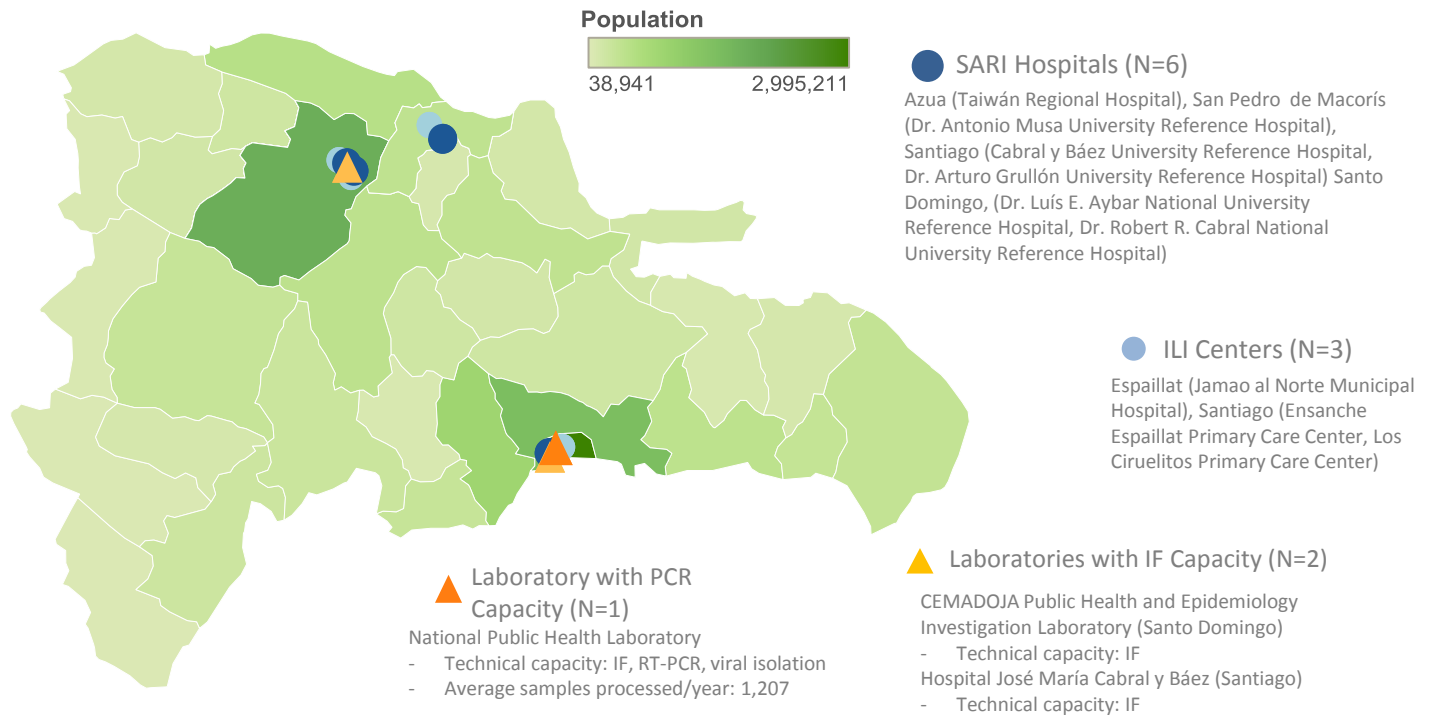 Population
38,941 2,995,211
SARI Hospitals (N=6)
Azua (Taiwán Regional Hospital), San Pedro de Macorís
(Dr. Antonio Musa University Reference Hospital),
Santiago (Cabral y Báez University Reference Hospital,
Dr. Arturo Grullón University Reference Hospital) Santo
Domingo, (Dr. Luís E. Aybar National University
Reference Hospital, Dr. Robert R. Cabral National
University Reference Hospital)
ILI Centers (N=3)
Espaillat (Jamao al Norte Municipal
Hospital), Santiago (Ensanche
Espaillat Primary Care Center, Los
Ciruelitos Primary Care Center)
Laboratory with PCR
Capacity (N=1)
National Public Health Laboratory
- Technical capacity: IF, RT-PCR, viral isolation
- Average samples processed/year: 1,207
Laboratories with IF Capacity (N=2)
CEMADOJA Public Health and Epidemiology
Investigation Laboratory (Santo Domingo)
- Technical capacity: IF
Hospital José María Cabral y Báez (Santiago)
- Technical capacity: IF